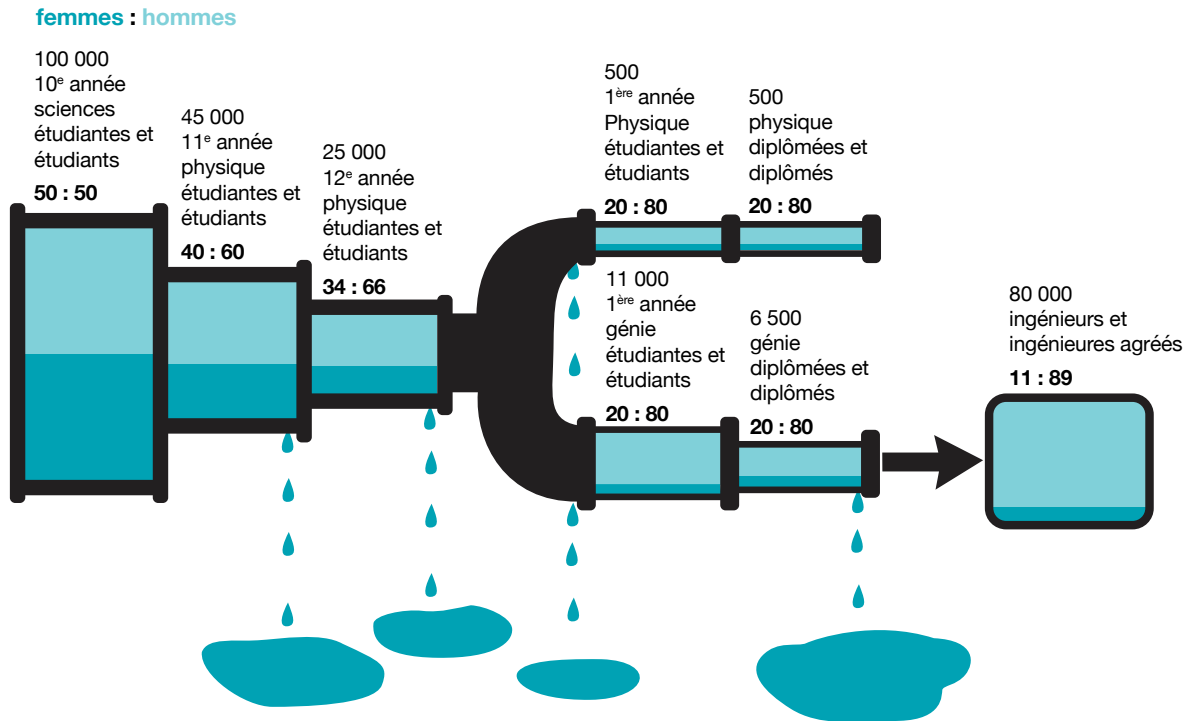 femmes : hommes
100 000
10e année
sciences
étudiantes et
étudiants
50 : 50
45 000
11e année
physique
étudiantes et
étudiants
40 : 60
25 000
12e année
physique
étudiantes et
étudiants
34 : 66
500
1ère année
Physique
étudiantes et
étudiants
20 : 80
500
physique
diplômées et
diplômés
20 : 80
11 000
1ère année
génie
étudiantes et
étudiants
20 : 80
6 500
génie
diplômées et
diplômés
20 : 80
80 000
ingénieurs et
ingénieures agréés
11 : 89